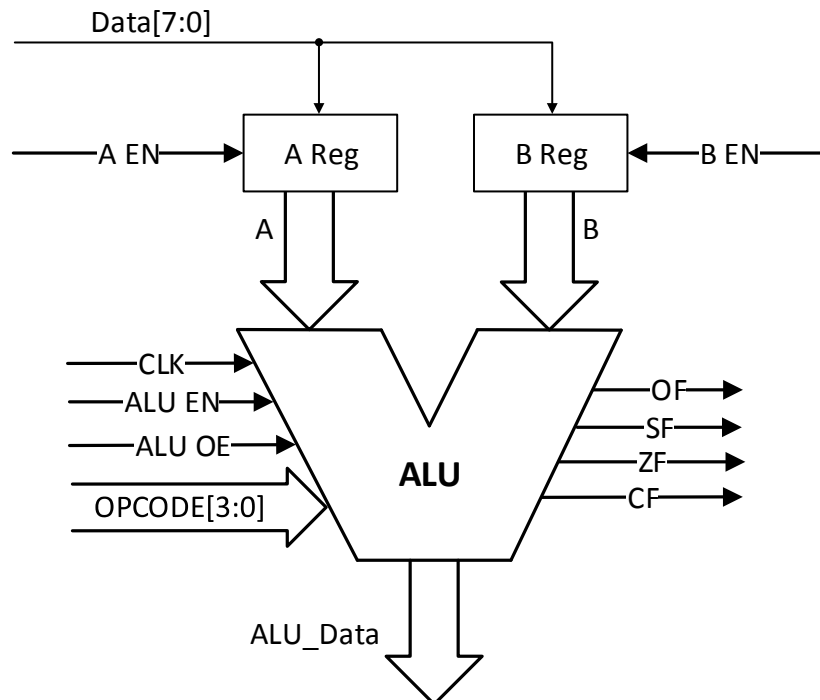 Data[7:0]
A EN
A Reg
B Reg
B EN
A
B
CLK
ALU EN
ALU OE
OPCODE[3:0]
ALU
OF
SF
ZF
CF
ALU_Data